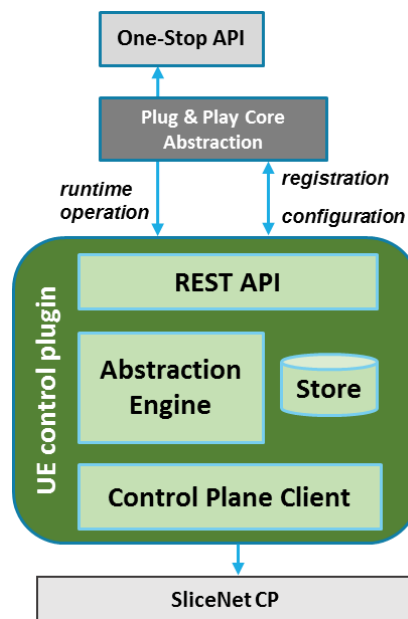 One-Stop API
Plug & Play Core
Abstraction
runtime
operation
registration
configuration
UE control plugin
REST API
Abstraction
Engine
Store
Control Plane Client
SliceNet CP